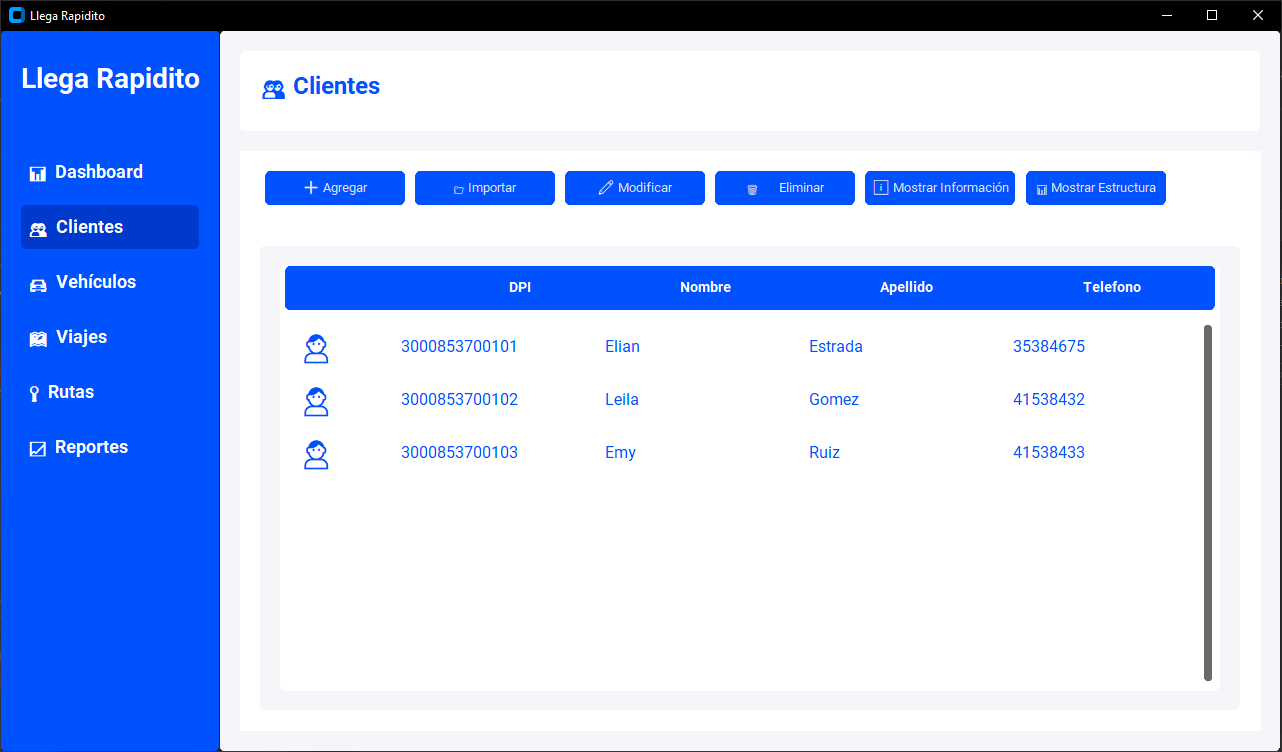 Llega Rapidito
Llega Rapidito
Dashboard
Clientes
Vehículos
Viajes
Rutas
Reportes
Clientes
Agregar Importar Modificar Eliminar Mostrar Información Mostrar Estructura
DPI Nombre Apellido Telefono
3000853700101 Elian Estrada 35384675
3000853700102 Leila Gomez 41538432
3000853700103 Emy Ruiz 41538433